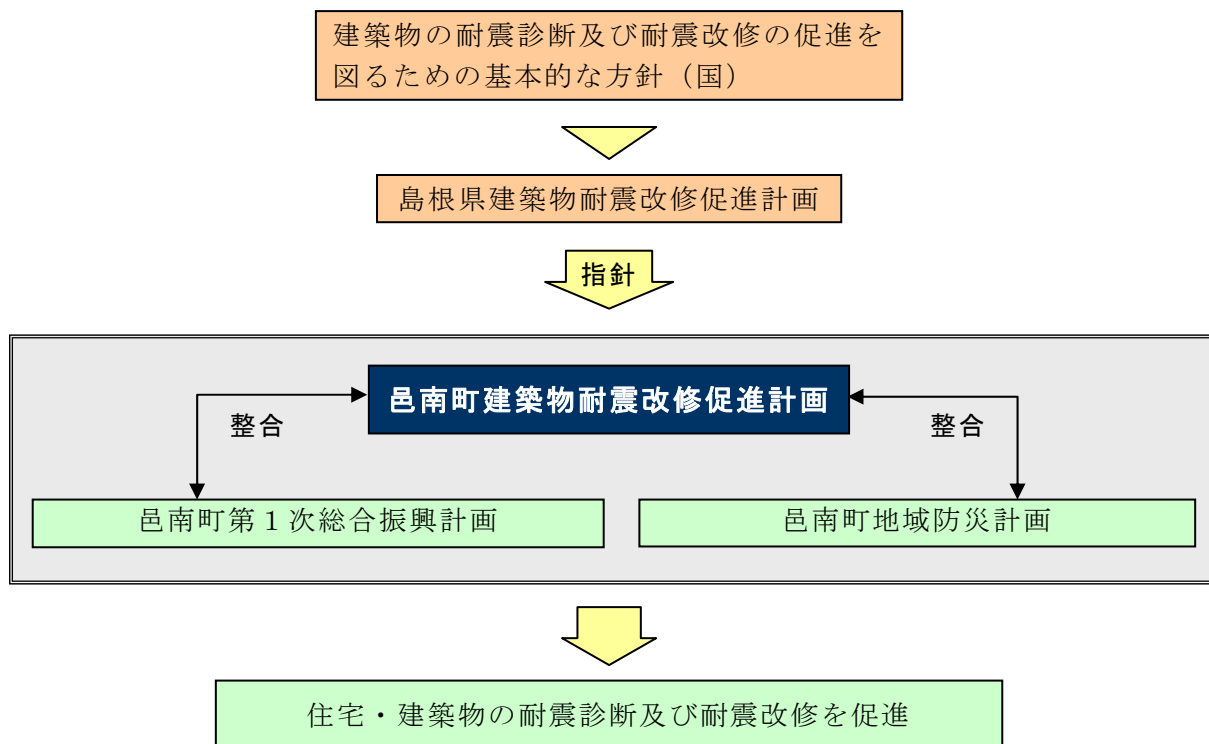 建築物の耐震診断及び耐震改修の促進を
図るための基本的な方針（国）
島根県建築物耐震改修促進計画
指針
邑南町建築物耐震改修促進計画
整合
整合
邑南町第１次総合振興計画
邑南町地域防災計画
住宅・建築物の耐震診断及び耐震改修を促進